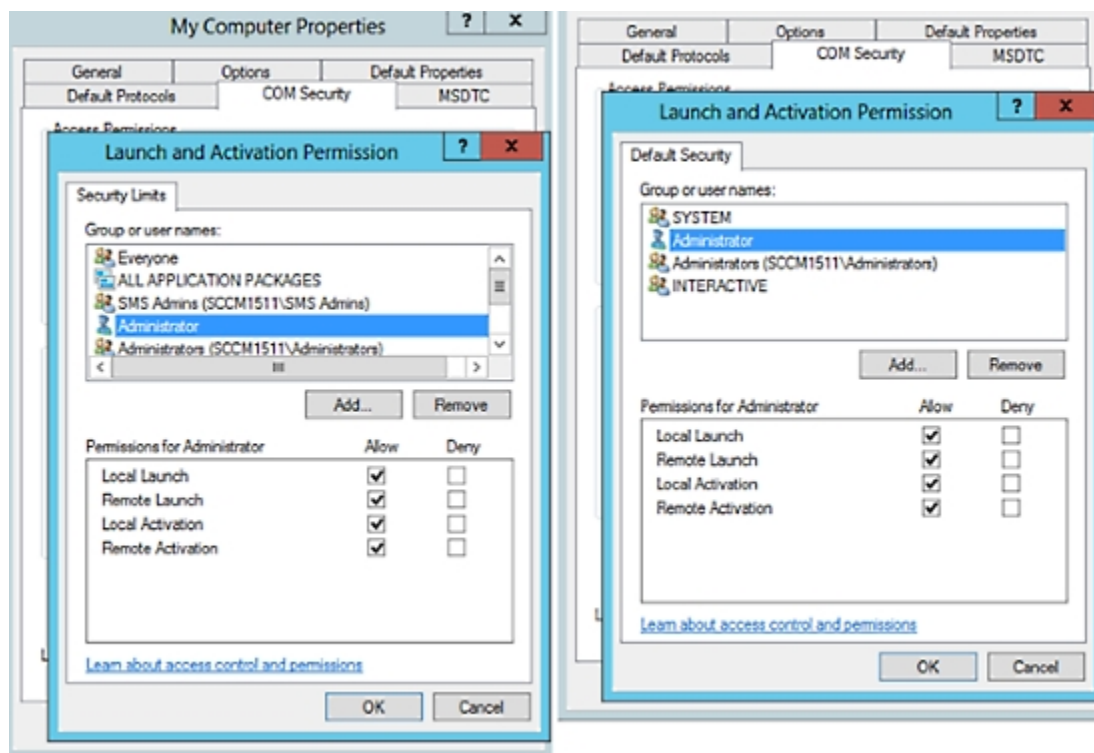 My Computer Properties
? x
General Options Default Properties
Default Protocols COM Security MSDTC
Access Permissions
Launch and Activation Permission
? x
Security Limits
Group or user names:
Everyone
ALL APPLICATION PACKAGES
SMS Admins (SCCM1511\SMS Admins)
Administrator
Administrators (SCCM1511\Administrators)
Add... Remove
Permissions for Administrator Allow Deny
Local Launch
Remote Launch
Local Activation
Remote Activation
Learn about access control and permissions
OK Cancel
General Options Default Properties
Default Protocols COM Security MSDTC
Access Permissions
Launch and Activation Permission
? x
Default Security
Group or user names:
SYSTEM
Administrator
Administrators (SCCM1511\Administrators)
INTERACTIVE
Add... Remove
Permissions for Administrator Allow Deny
Local Launch
Remote Launch
Local Activation
Remote Activation
Learn about access control and permissions
OK Cancel